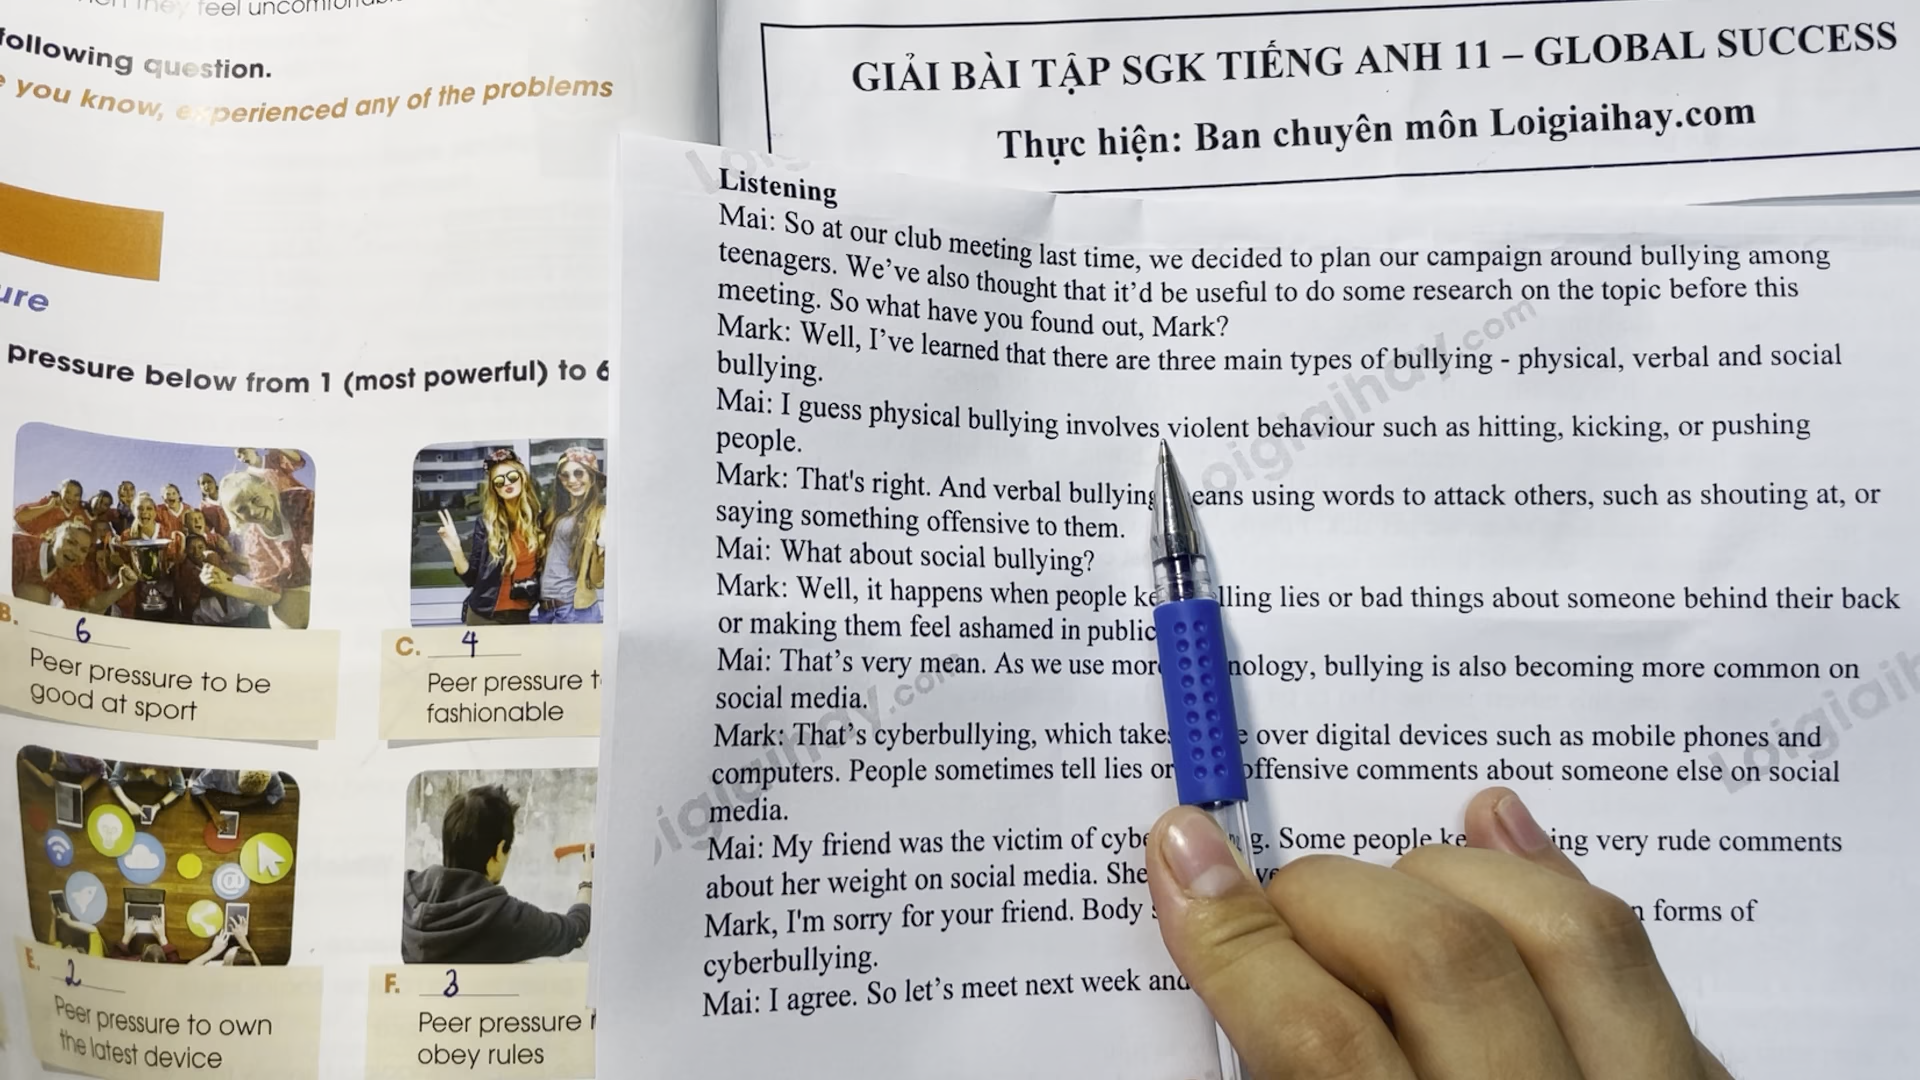 they feel
following question.
you know, experienced any of the problems
pressure below from 1 (most powerful) to 6
B. 6
Peer pressure to be
good at sport
C. 4
Peer pressure
fashionable
E. 2
Peer pressure to own
the latest device
F. 3
Peer pressure
obey rules
GIẢI BÀI TẬP SGK TIẾNG ANH 11 – GLOBAL SUCCESS
Thực hiện: Ban chuyên môn Loigiaihay.com
Listening
Mai: So at our club meeting last time, we decided to plan our campaign around bullying among
teenagers. We’ve also thought that it’d be useful to do some research on the topic before this
meeting. So what have you found out, Mark?
Mark: Well, I’ve learned that there are three main types of bullying - physical, verbal and social
bullying.
Mai: I guess physical bullying involves violent behaviour such as hitting, kicking, or pushing
people.
Mark: That's right. And verbal bullying using words to attack others, such as shouting at, or
saying something offensive to them.
Mai: What about social bullying?
Mark: Well, it happens when people lies or bad things about someone behind their back
or making them feel ashamed in public
Mai: That’s very mean. As we use bullying is also becoming more common on
social media.
Mark: That’s cyberbullying, which over digital devices such as mobile phones and
computers. People sometimes tell lies or offensive comments about someone else on social
media.
Mai: My friend was the victim of Some people very rude comments
about her weight on social media. She
Mark, I'm sorry for your friend. Body forms of
cyberbullying.
Mai: I agree. So let’s meet next week and